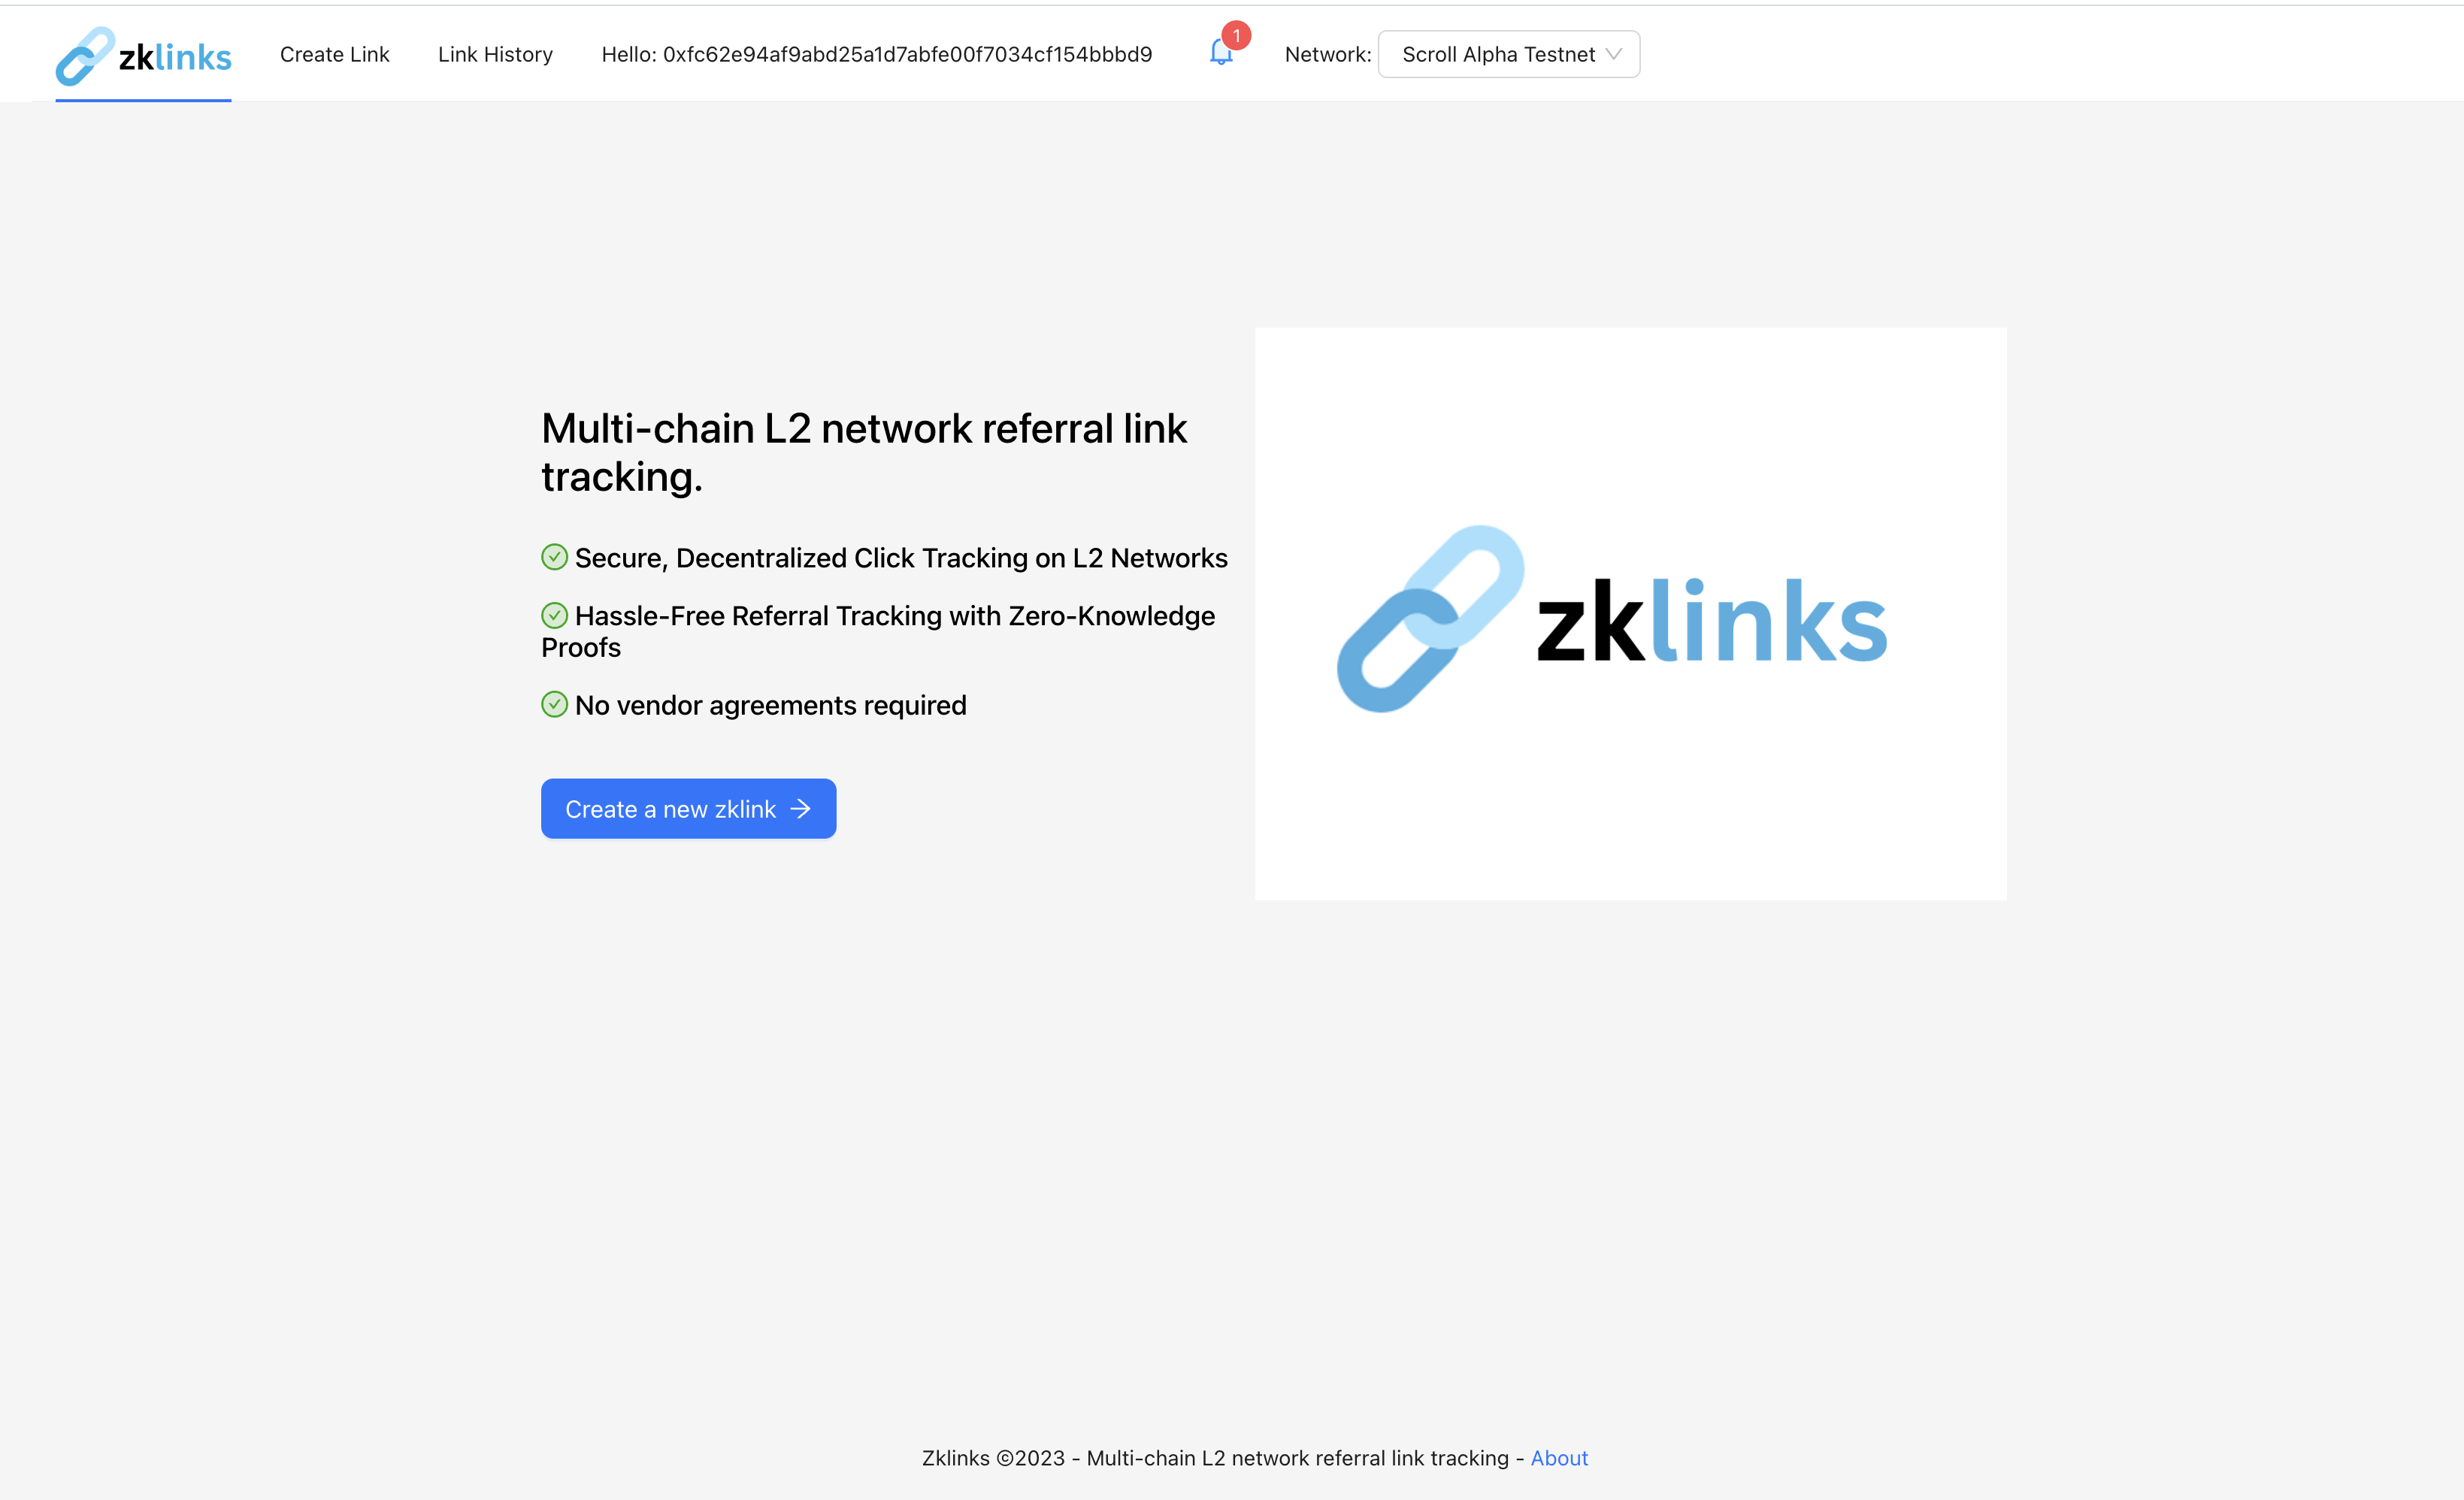 zklinks
Create Link
Link History
Hello: 0xfc62e94af9abd25a1d7abfe00f7034cf154bbbd9
1
Network:
Scroll Alpha Testnet
Multi-chain L2 network referral link
tracking.
Secure, Decentralized Click Tracking on L2 Networks
Hassle-Free Referral Tracking with Zero-Knowledge
Proofs
No vendor agreements required
Create a new zklink
zklinks
Zklinks ©2023 - Multi-chain L2 network referral link tracking - About